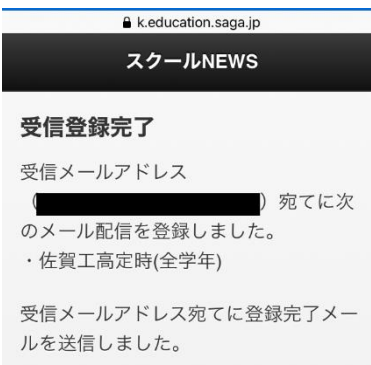 k.education.saga.jp
スクールNEWS
受信登録完了
受信メールアドレス
（　　　　　　　　　　）宛てに次
のメール配信を登録しました。
・佐賀工高定時(全学年)
受信メールアドレス宛てに登録完了メー
ルを送信しました。